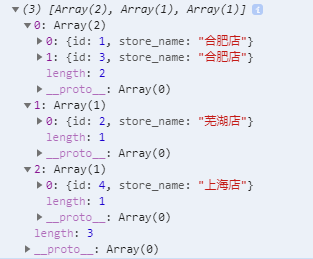 ▼ (3) [Array(2), Array(1), Array(1)] i
▼ 0: Array(2)
▶ 0: {id: 1, store_name: "合肥店"}
▶ 1: {id: 3, store_name: "合肥店"}
length: 2
▶ __proto__: Array(0)
▼ 1: Array(1)
▶ 0: {id: 2, store_name: "芜湖店"}
length: 1
▶ __proto__: Array(0)
▼ 2: Array(1)
▶ 0: {id: 4, store_name: "上海店"}
length: 1
▶ __proto__: Array(0)
length: 3
▶ __proto__: Array(0)